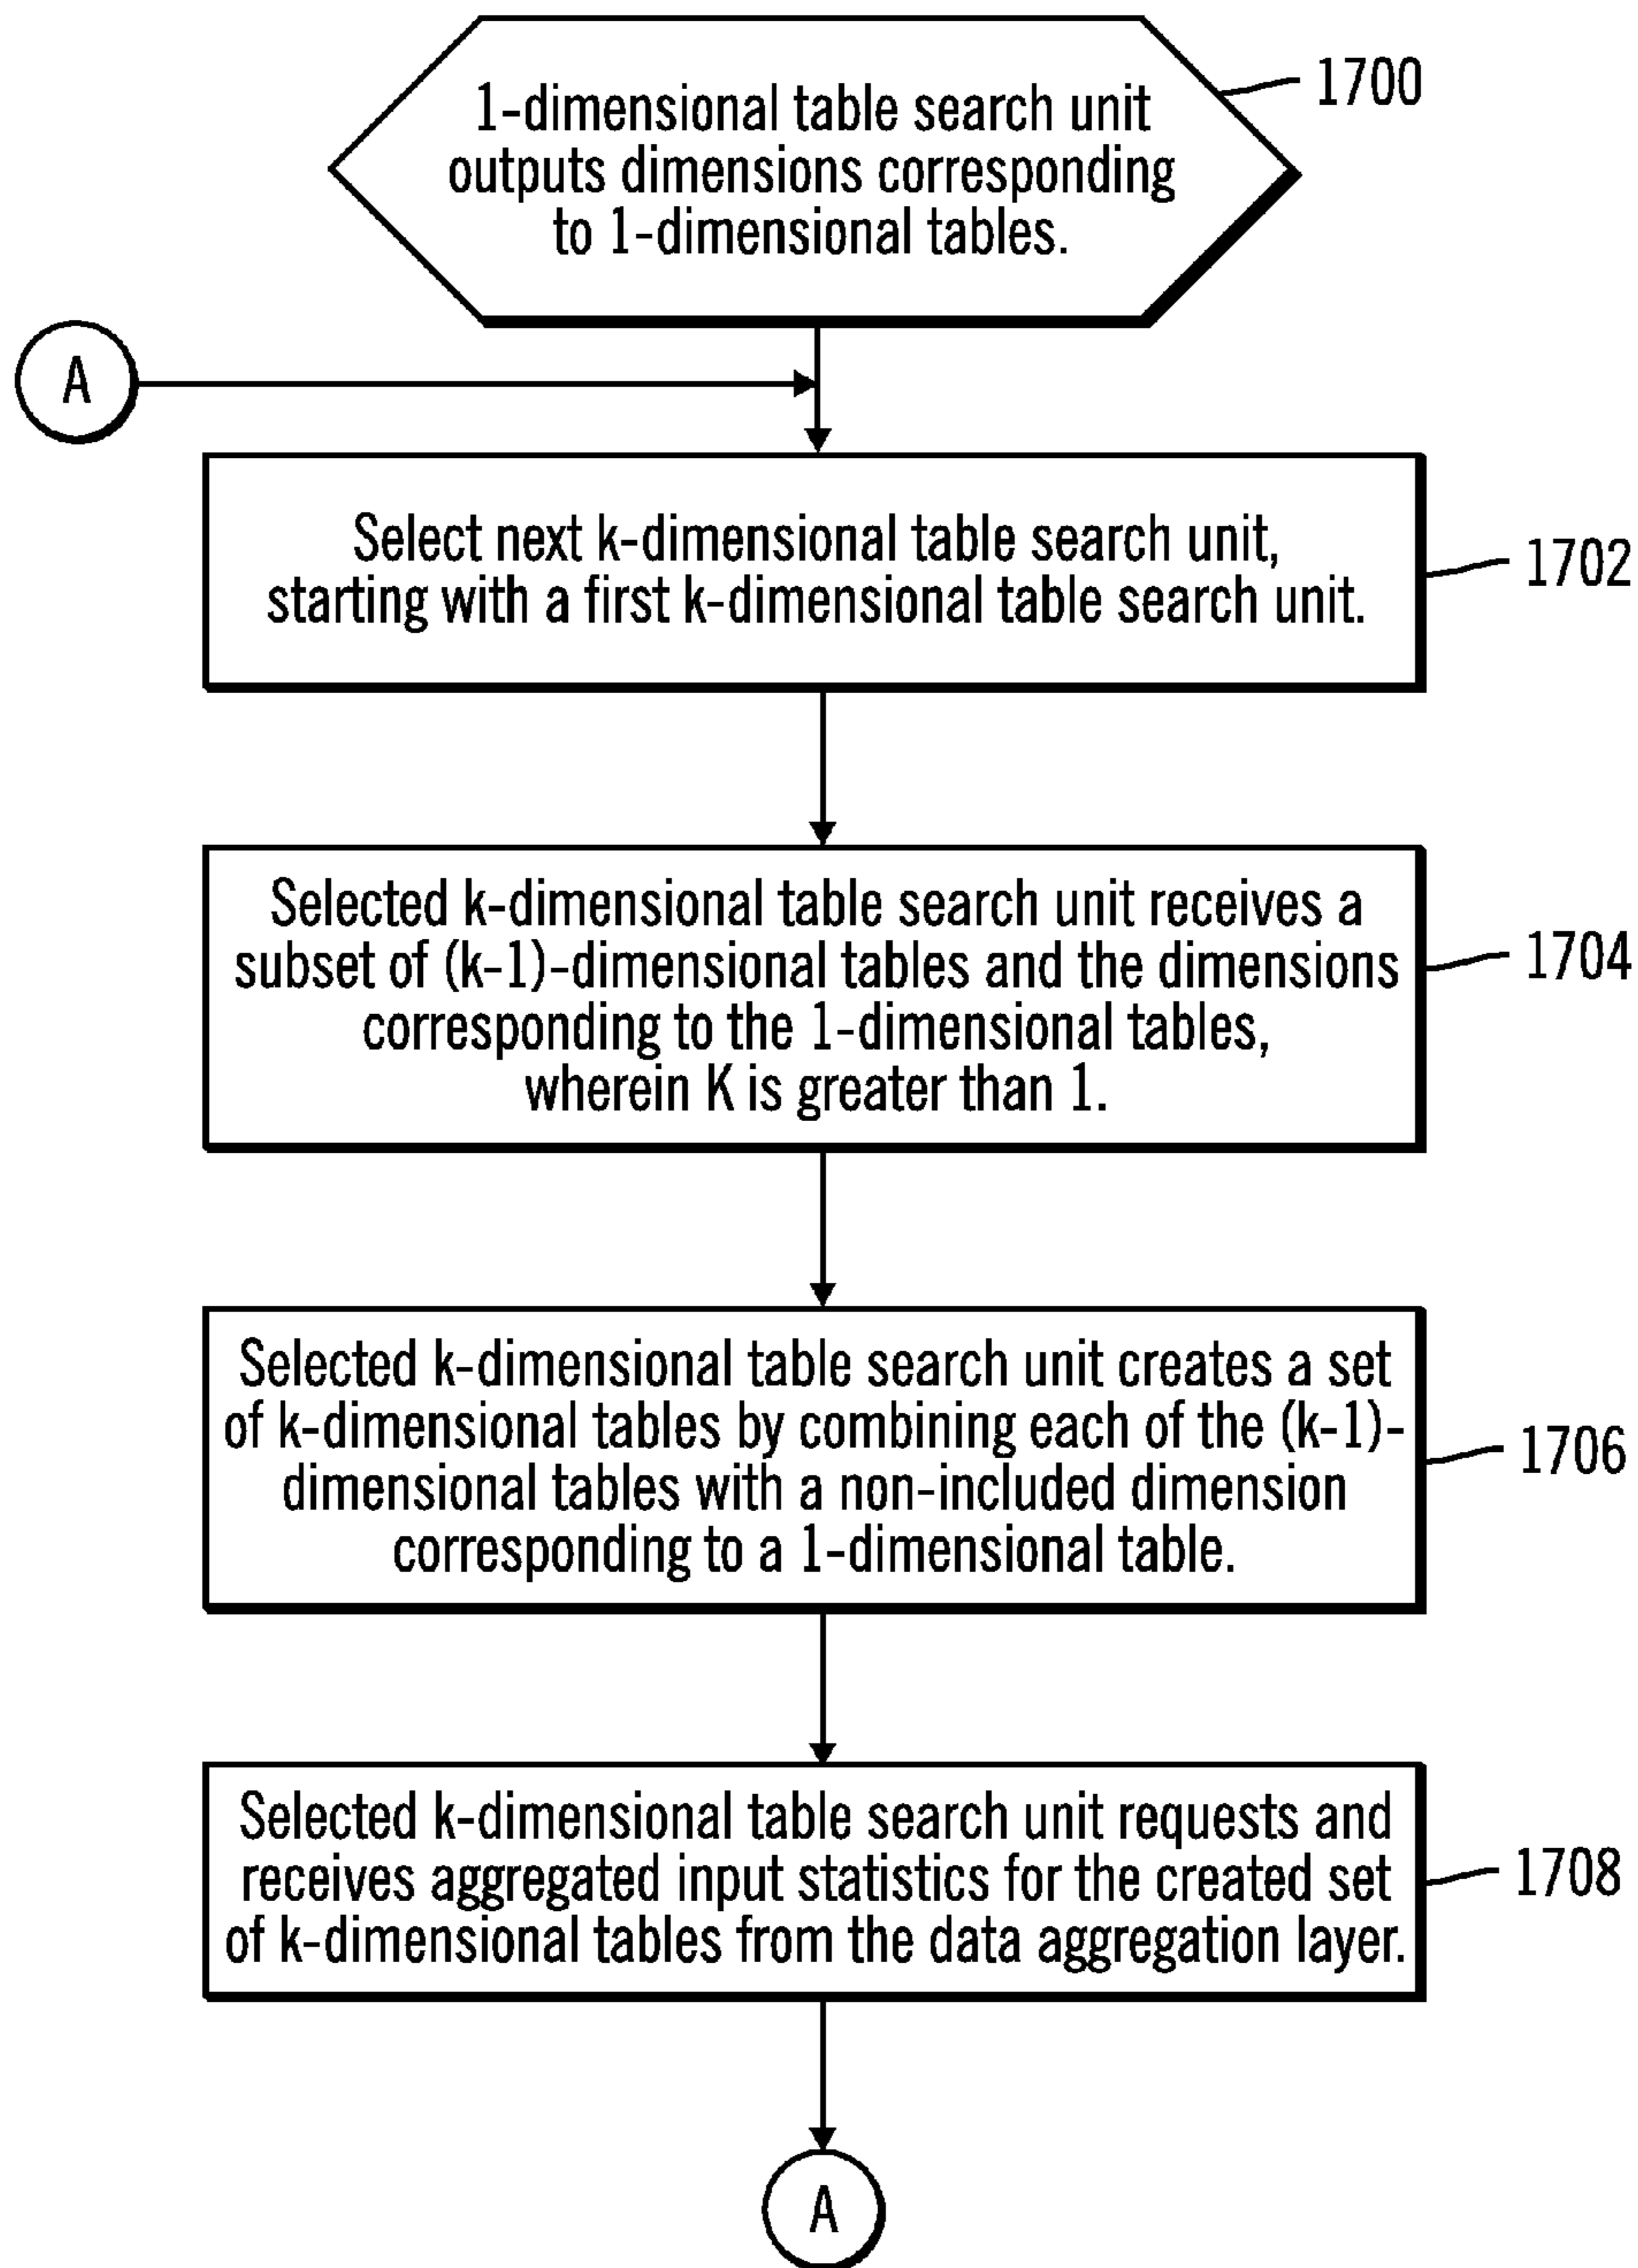 1-dimensional table search unit
outputs dimensions corresponding
to 1-dimensional tables.
1700
A
Select next k-dimensional table search unit,
starting with a first k-dimensional table search unit.
1702
Selected k-dimensional table search unit receives a
subset of (k-1)-dimensional tables and the dimensions
corresponding to the 1-dimensional tables,
wherein K is greater than 1.
1704
Selected k-dimensional table search unit creates a set
of k-dimensional tables by combining each of the (k-1)-
dimensional tables with a non-included dimension
corresponding to a 1-dimensional table.
1706
Selected k-dimensional table search unit requests and
receives aggregated input statistics for the created set
of k-dimensional tables from the data aggregation layer.
1708
A